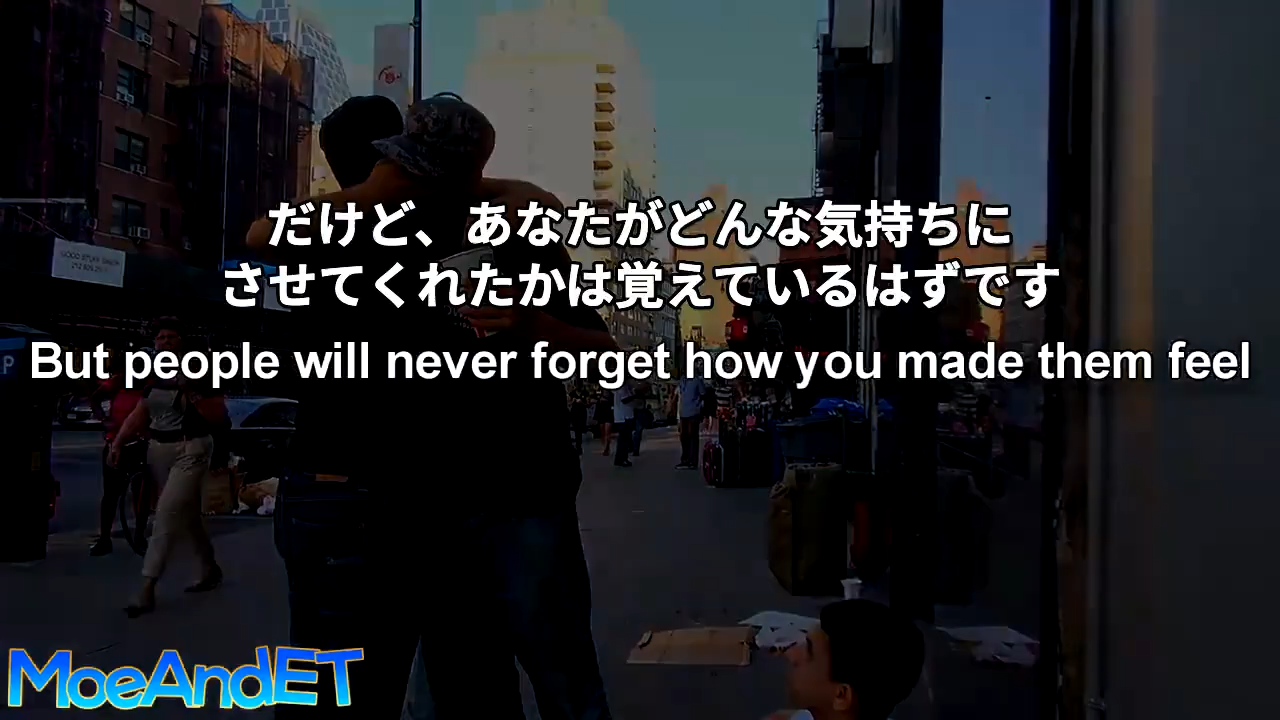 だけど、あなたがどんな気持ちに
させてくれたかは覚えているはずです
But people will never forget how you made them feel
P
MoeAndET